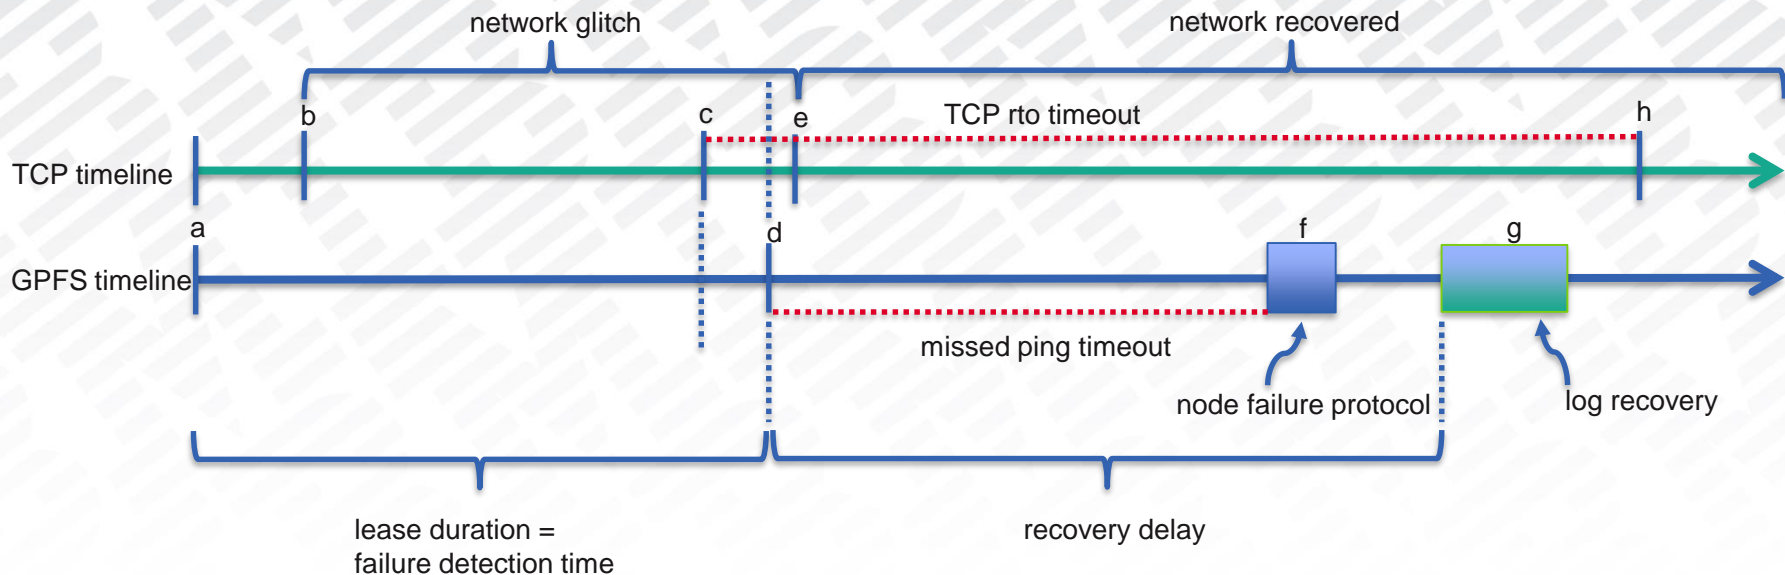 network glitch
network recovered
b
c
e
TCP rto timeout
h
TCP timeline
a
d
f
g
GPFS timeline
missed ping timeout
node failure protocol
log recovery
lease duration =
failure detection time
recovery delay